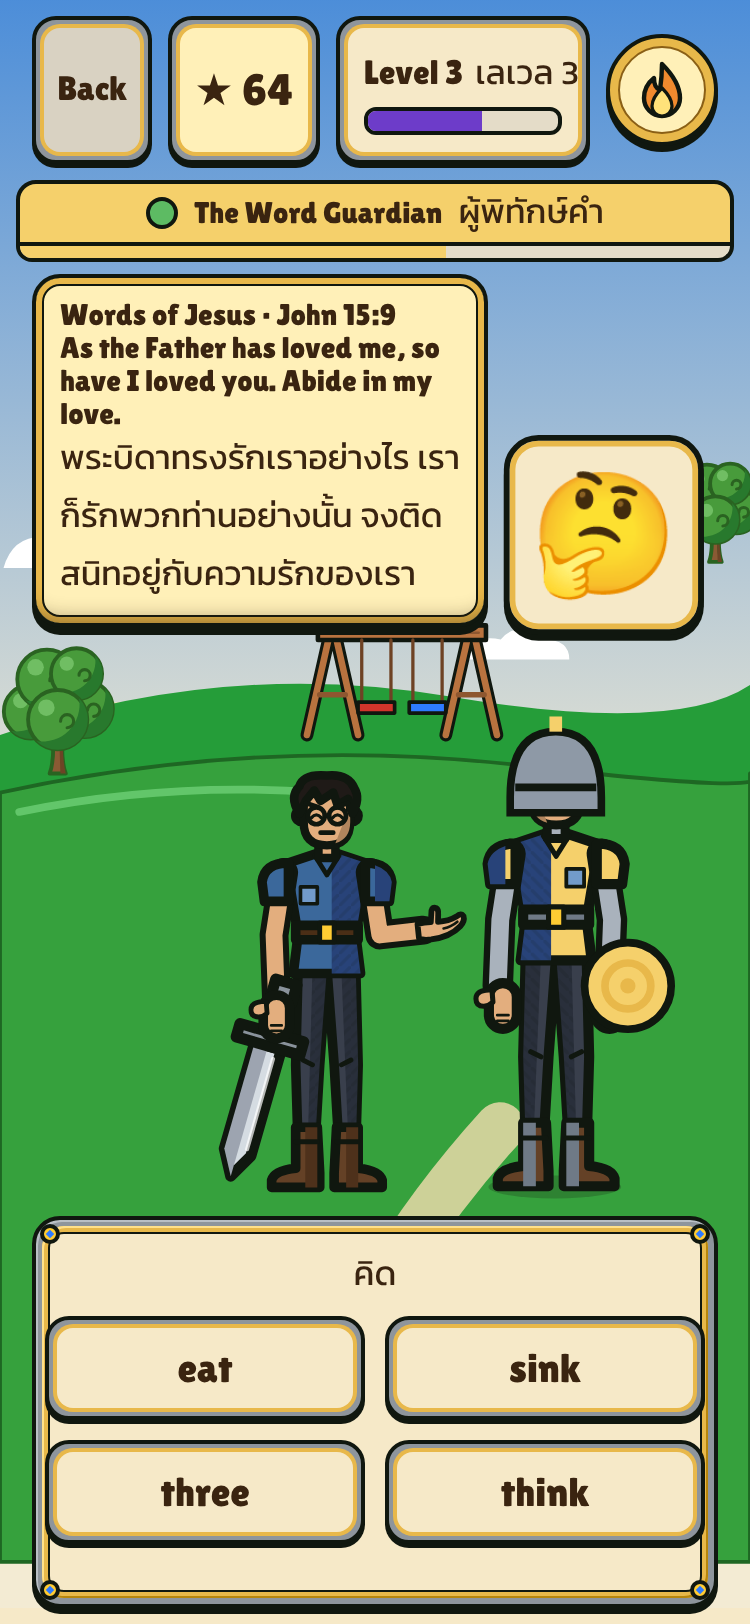 Back
★ 64
Level 3 เลเวล 3
The Word Guardian ผู้พิทักษ์คำ
Words of Jesus · John 15:9
As the Father has loved me, so
have I loved you. Abide in my
love.
พระบิดาทรงรักเราอย่างไร เรา
ก็รักพวกท่านอย่างนั้น จงติด
สนิทอยู่กับความรักของเรา
คิด
eat
sink
three
think